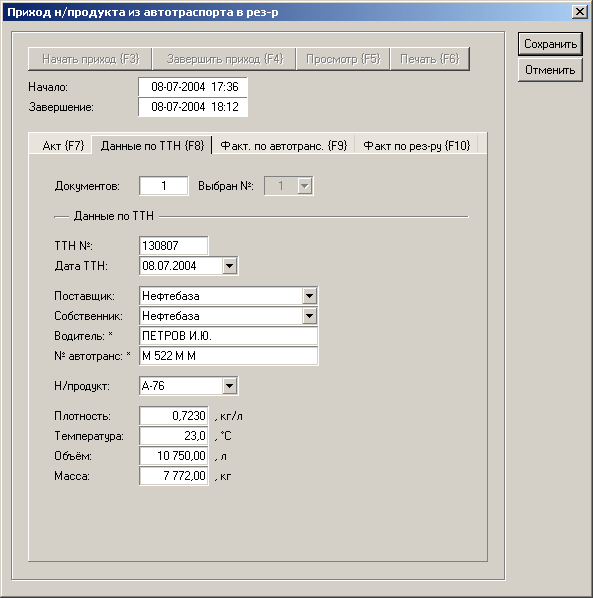 Приход н/продукта из автотраспорта в рез-р
Сохранить
Отменить
Начать приход {F3} Завершить приход {F4} Просмотр {F5} Печать {F6}
Начало: 08-07-2004 17:36
Завершение: 08-07-2004 18:12
Акт {F7} Данные по ТТН {F8} Факт. по автотранс. {F9} Факт по рез-ру {F10}
Документов: 1 Выбран №: 1
Данные по ТТН
ТТН №: 130807
Дата ТТН: 08.07.2004
Поставщик: Нефтебаза
Собственник: Нефтебаза
Водитель: * ПЕТРОВ И.Ю.
№ автотранс: * М 522 М М
Н/продукт: А-76
Плотность: 0,7230 , кг/л
Температура: 23,0 , °С
Объём: 10 750,00 , л
Масса: 7 772,00 , кг